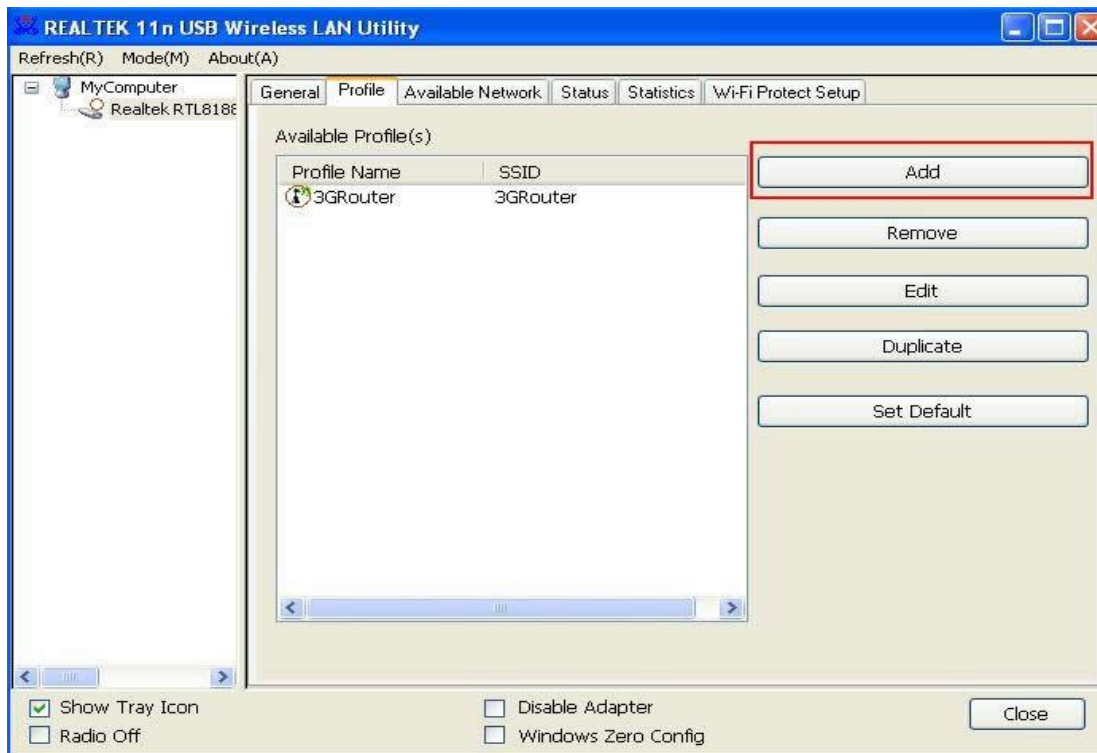 REALTEK 11n USB Wireless LAN Utility
Refresh(R) Mode(M) About(A)
MyComputer
Realtek RTL8188
General Profile Available Network Status Statistics Wi-Fi Protect Setup
Available Profile(s)
Profile Name SSID
3GRouter 3GRouter
Add
Remove
Edit
Duplicate
Set Default
Show Tray Icon
Radio Off
Disable Adapter
Windows Zero Config
Close